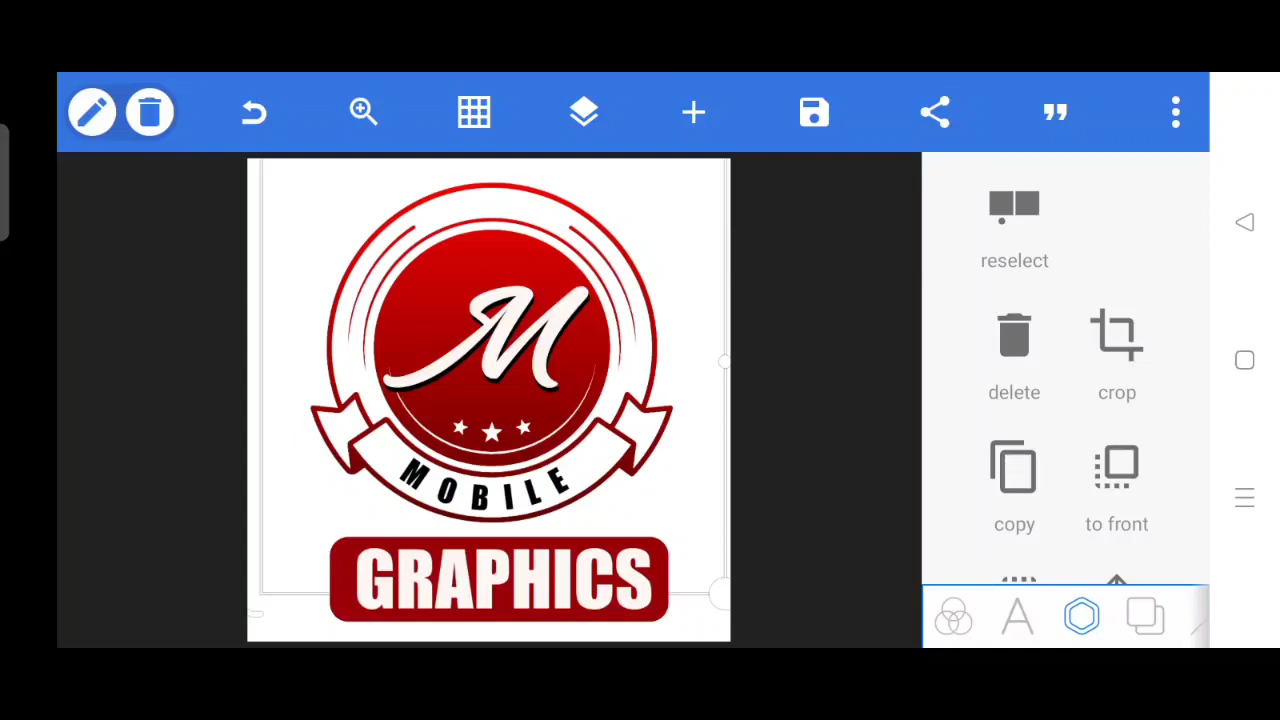 reselect
M
MOBILE
GRAPHICS
delete
crop
copy
to front